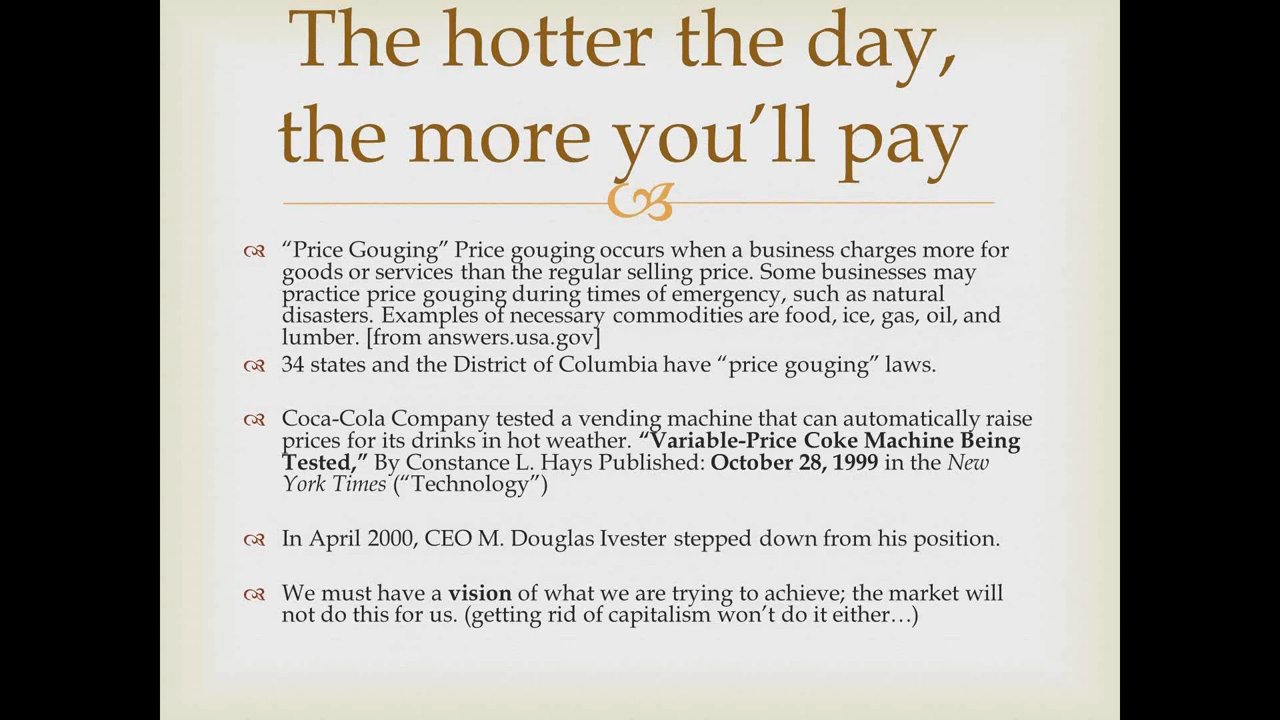 The hotter the day,
the more you’ll pay
“Price Gouging” Price gouging occurs when a business charges more for
goods or services than the regular selling price. Some businesses may
practice price gouging during times of emergency, such as natural
disasters. Examples of necessary commodities are food, ice, gas, oil, and
lumber. [from answers.usa.gov]
34 states and the District of Columbia have “price gouging” laws.
Coca-Cola Company tested a vending machine that can automatically raise
prices for its drinks in hot weather. “Variable-Price Coke Machine Being
Tested,” By Constance L. Hays Published: October 28, 1999 in the New
York Times (“Technology”)
In April 2000, CEO M. Douglas Ivester stepped down from his position.
We must have a vision of what we are trying to achieve; the market will
not do this for us. (getting rid of capitalism won’t do it either…)